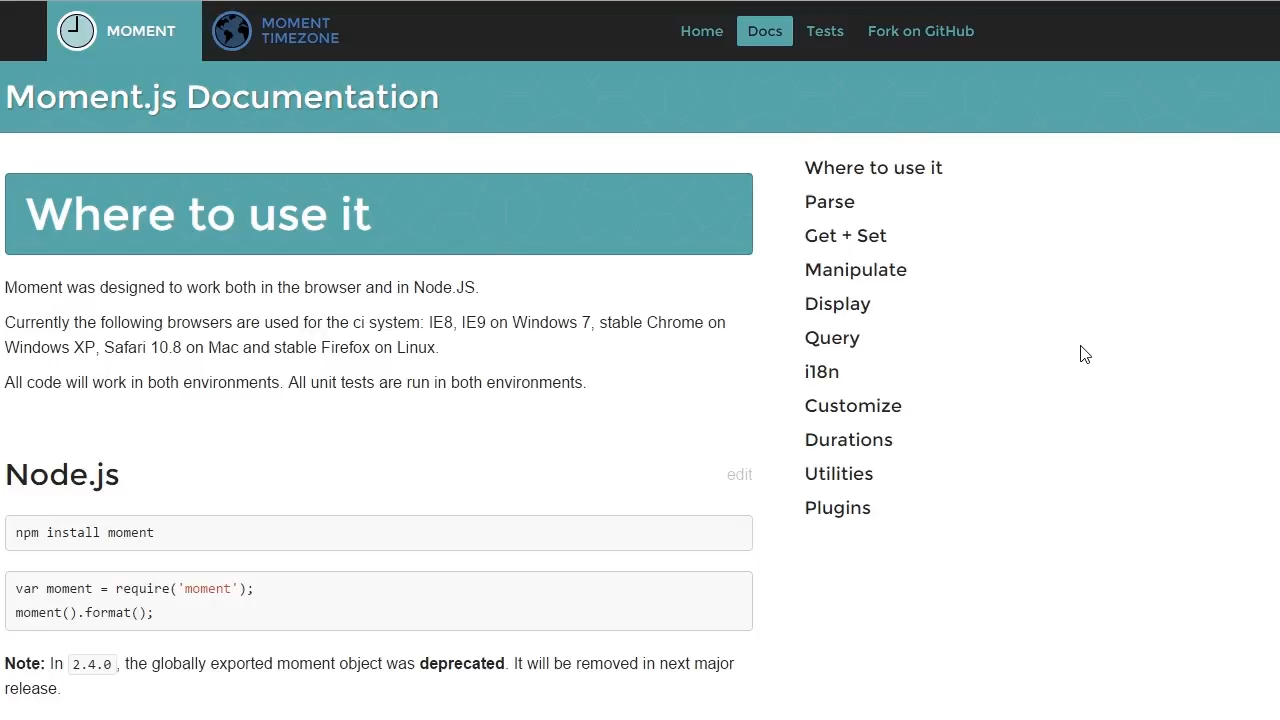 MOMENT
MOMENT
TIMEZONE
Home
Docs
Tests
Fork on GitHub
Moment.js Documentation
Where to use it
Moment was designed to work both in the browser and in Node.JS.
Currently the following browsers are used for the ci system: IE8, IE9 on Windows 7, stable Chrome on
Windows XP, Safari 10.8 on Mac and stable Firefox on Linux.
All code will work in both environments. All unit tests are run in both environments.
Node.js
edit
npm install moment
var moment = require('moment');
moment().format();
Note: In 2.4.0, the globally exported moment object was deprecated. It will be removed in next major
release.
Where to use it
Parse
Get + Set
Manipulate
Display
Query
i18n
Customize
Durations
Utilities
Plugins